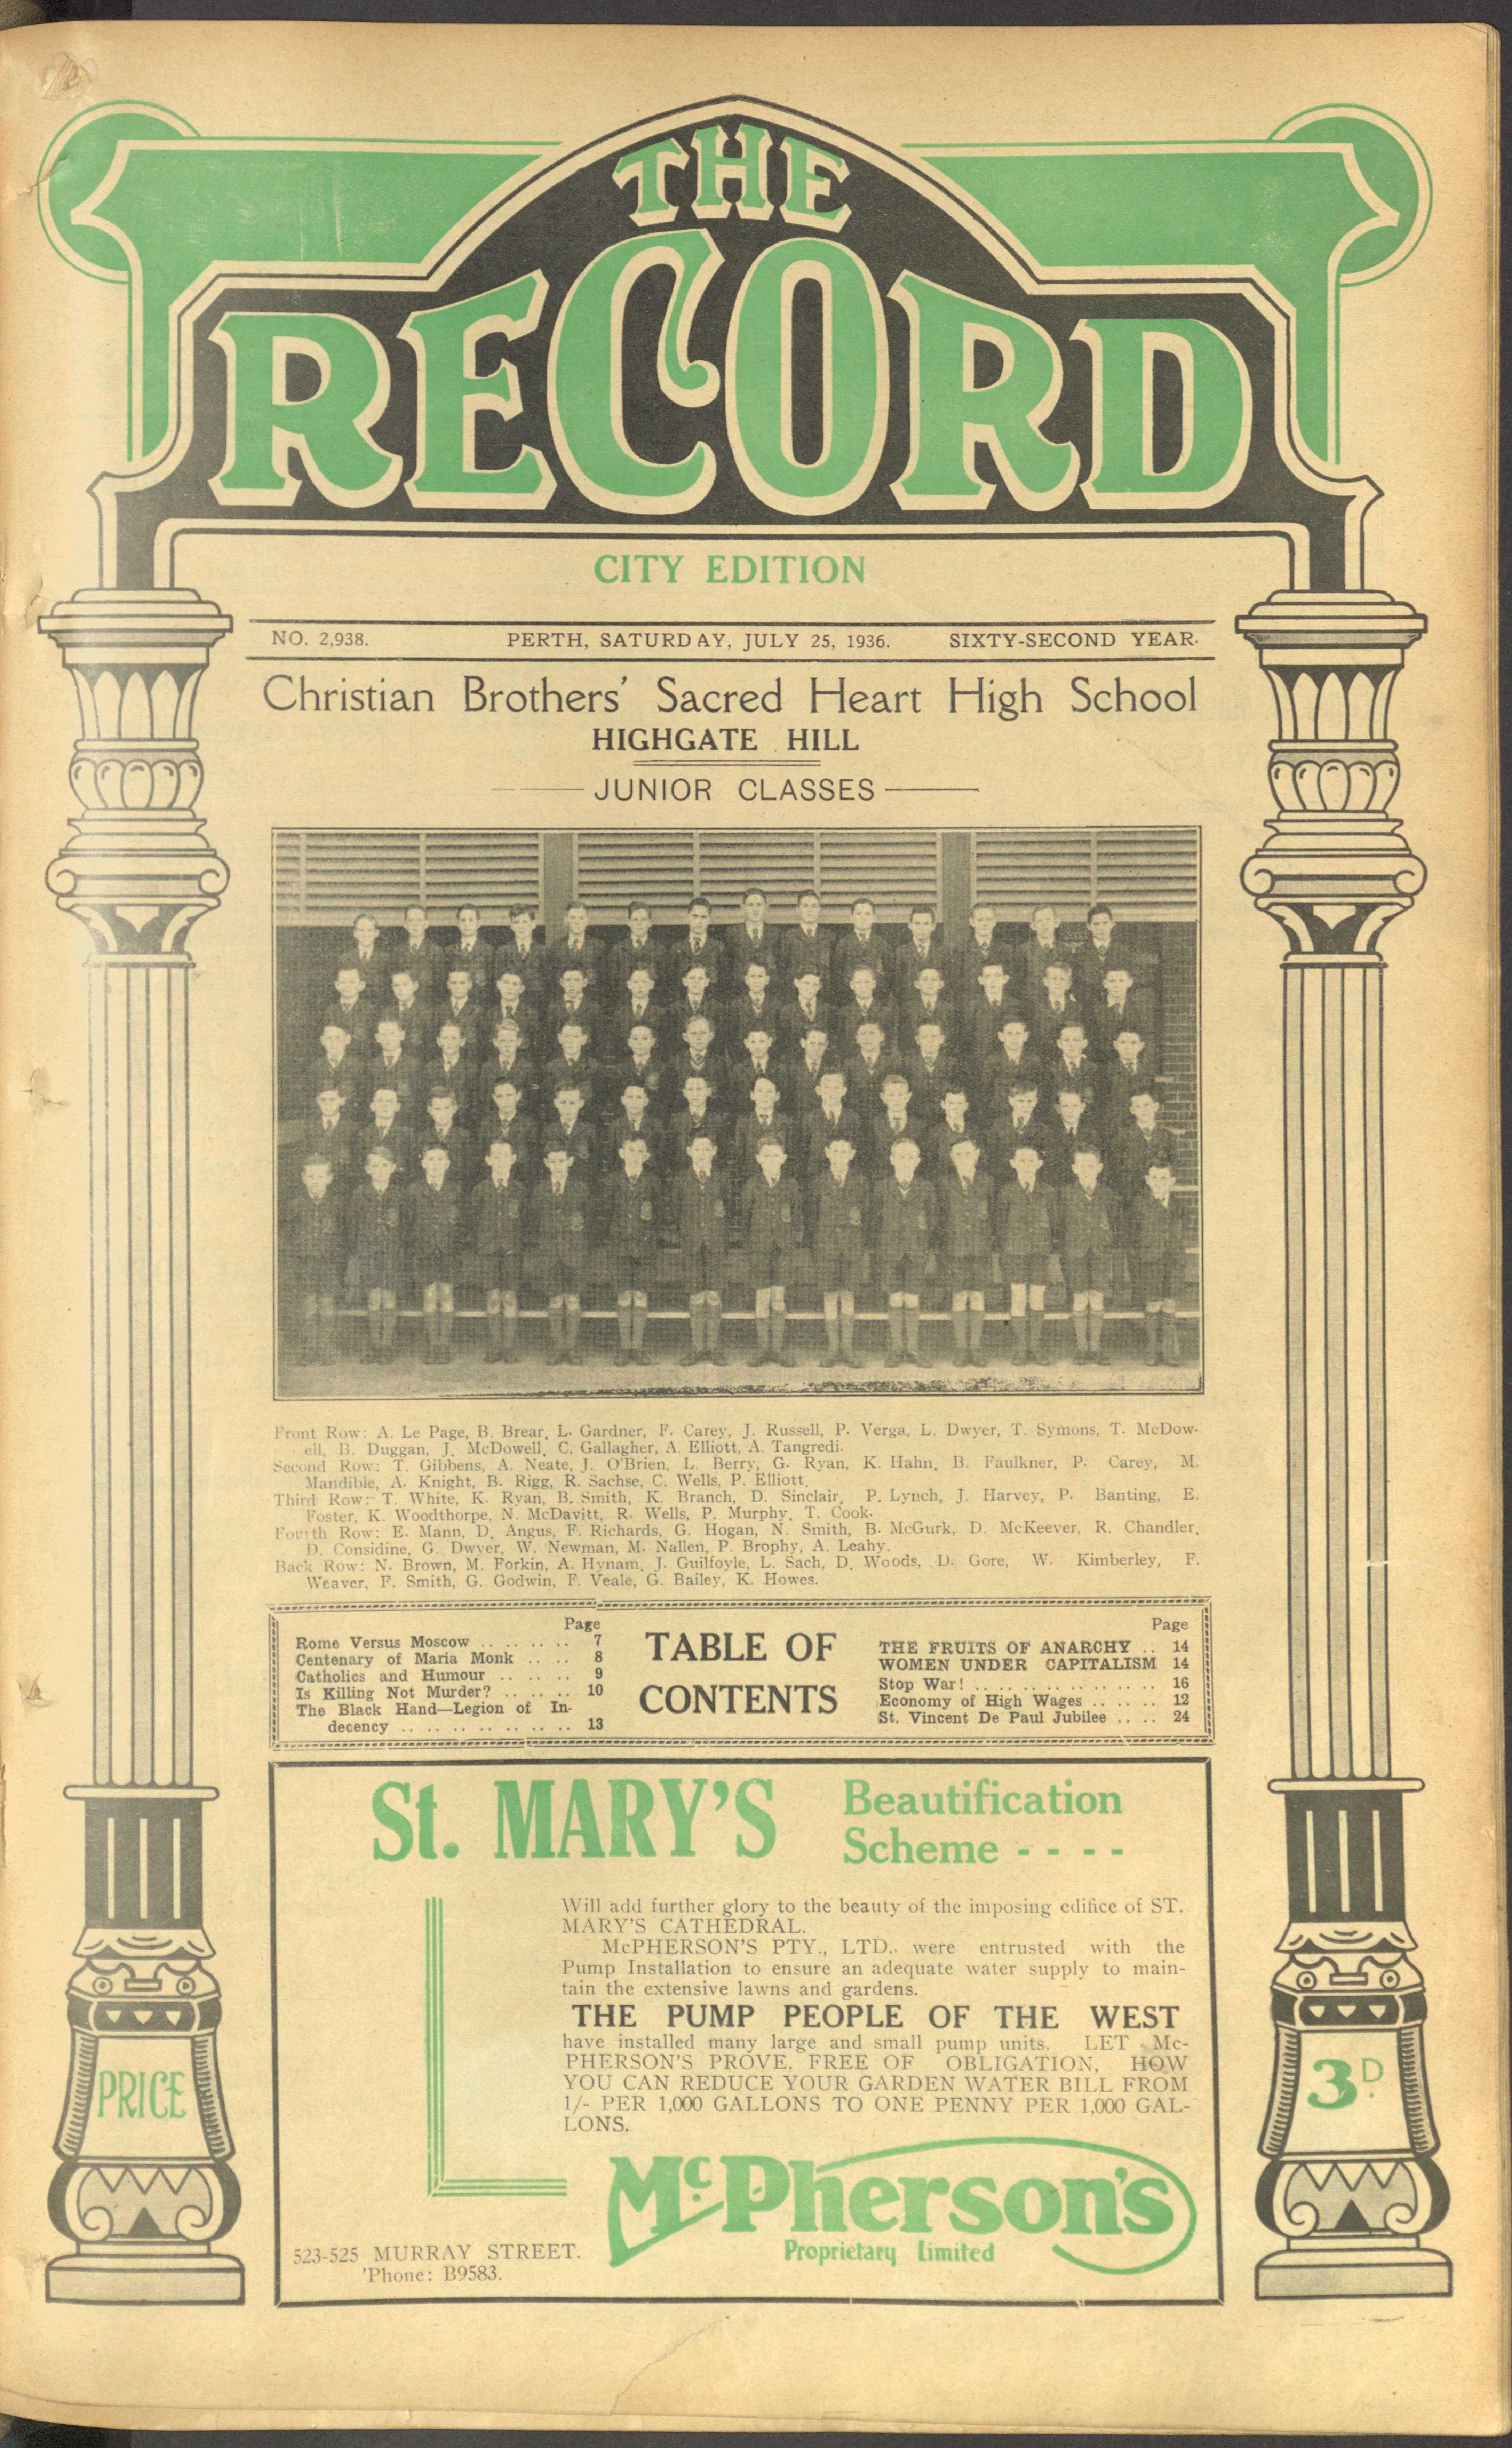 THE
RECORD
CITY EDITION
NO. 2,938. PERTH, SATURDAY, JULY 25, 1936. SIXTY-SECOND YEAR.
Christian Brothers' Sacred Heart High School
HIGHGATE HILL
JUNIOR CLASSES
Front Row: A. Le Page, B. Brear, L. Gardner, F. Carey, J. Russell, P. Verga, L. Dwyer, T. Symons, T. McDow-
ell, B. Duggan, J. McDowell, C. Gallagher, A. Elliott, A. Tangredi.
Second Row: T. Gibbens, A. Neate, J. O'Brien, L. Berry, G. Ryan, K. Hahn, B. Faulkner, P. Carey, M.
Mandible, A. Knight, B. Rigg, R. Sachse, C. Wells, P. Elliott.
Third Row: T. White, K. Ryan, B. Smith, K. Branch, D. Sinclair, P. Lynch, J. Harvey, P. Banting, E.
Foster, K. Woodthorpe, N. McDavitt, R. Wells, P. Murphy, T. Cook.
Fourth Row: E. Mann, D. Angus, F. Richards, G. Hogan, N. Smith, B. McGurk, D. McKeever, R. Chandler,
D. Considine, G. Dwyer, W. Newman, M. Nallen, P. Brophy, A. Leahy.
Back Row: N. Brown, M. Forkin, A. Hynam, J. Guilfoyle, L. Sach, D. Woods, D. Gore, W. Kimberley, F.
Weaver, F. Smith, G. Godwin, F. Veale, G. Bailey, K. Howes.
Page
Rome Versus Moscow .. .. .. .. .. 7
Centenary of Maria Monk .. .. .. 8
Catholics and Humour .. .. .. .. 9
Is Killing Not Murder? .. .. .. .. 10
The Black Hand—Legion of In-
decency .. .. .. .. .. .. .. .. .. 13
TABLE OF
CONTENTS
Page
THE FRUITS OF ANARCHY .. 14
WOMEN UNDER CAPITALISM 14
Stop War! .. .. .. .. .. .. .. .. .. 16
Economy of High Wages .. .. .. 12
St. Vincent De Paul Jubilee .. .. 24
St. MARY'S Beautification
Scheme - - - -
Will add further glory to the beauty of the imposing edifice of ST.
MARY'S CATHEDRAL.
McPHERSON'S PTY., LTD., were entrusted with the
Pump Installation to ensure an adequate water supply to main-
tain the extensive lawns and gardens.
THE PUMP PEOPLE OF THE WEST
have installed many large and small pump units. LET Mc-
PHERSON'S PROVE, FREE OF OBLIGATION, HOW
YOU CAN REDUCE YOUR GARDEN WATER BILL FROM
1/- PER 1,000 GALLONS TO ONE PENNY PER 1,000 GAL-
LONS.
PRICE
3D.
McPherson's
Proprietary Limited
523-525 MURRAY STREET.
'Phone: B9583.